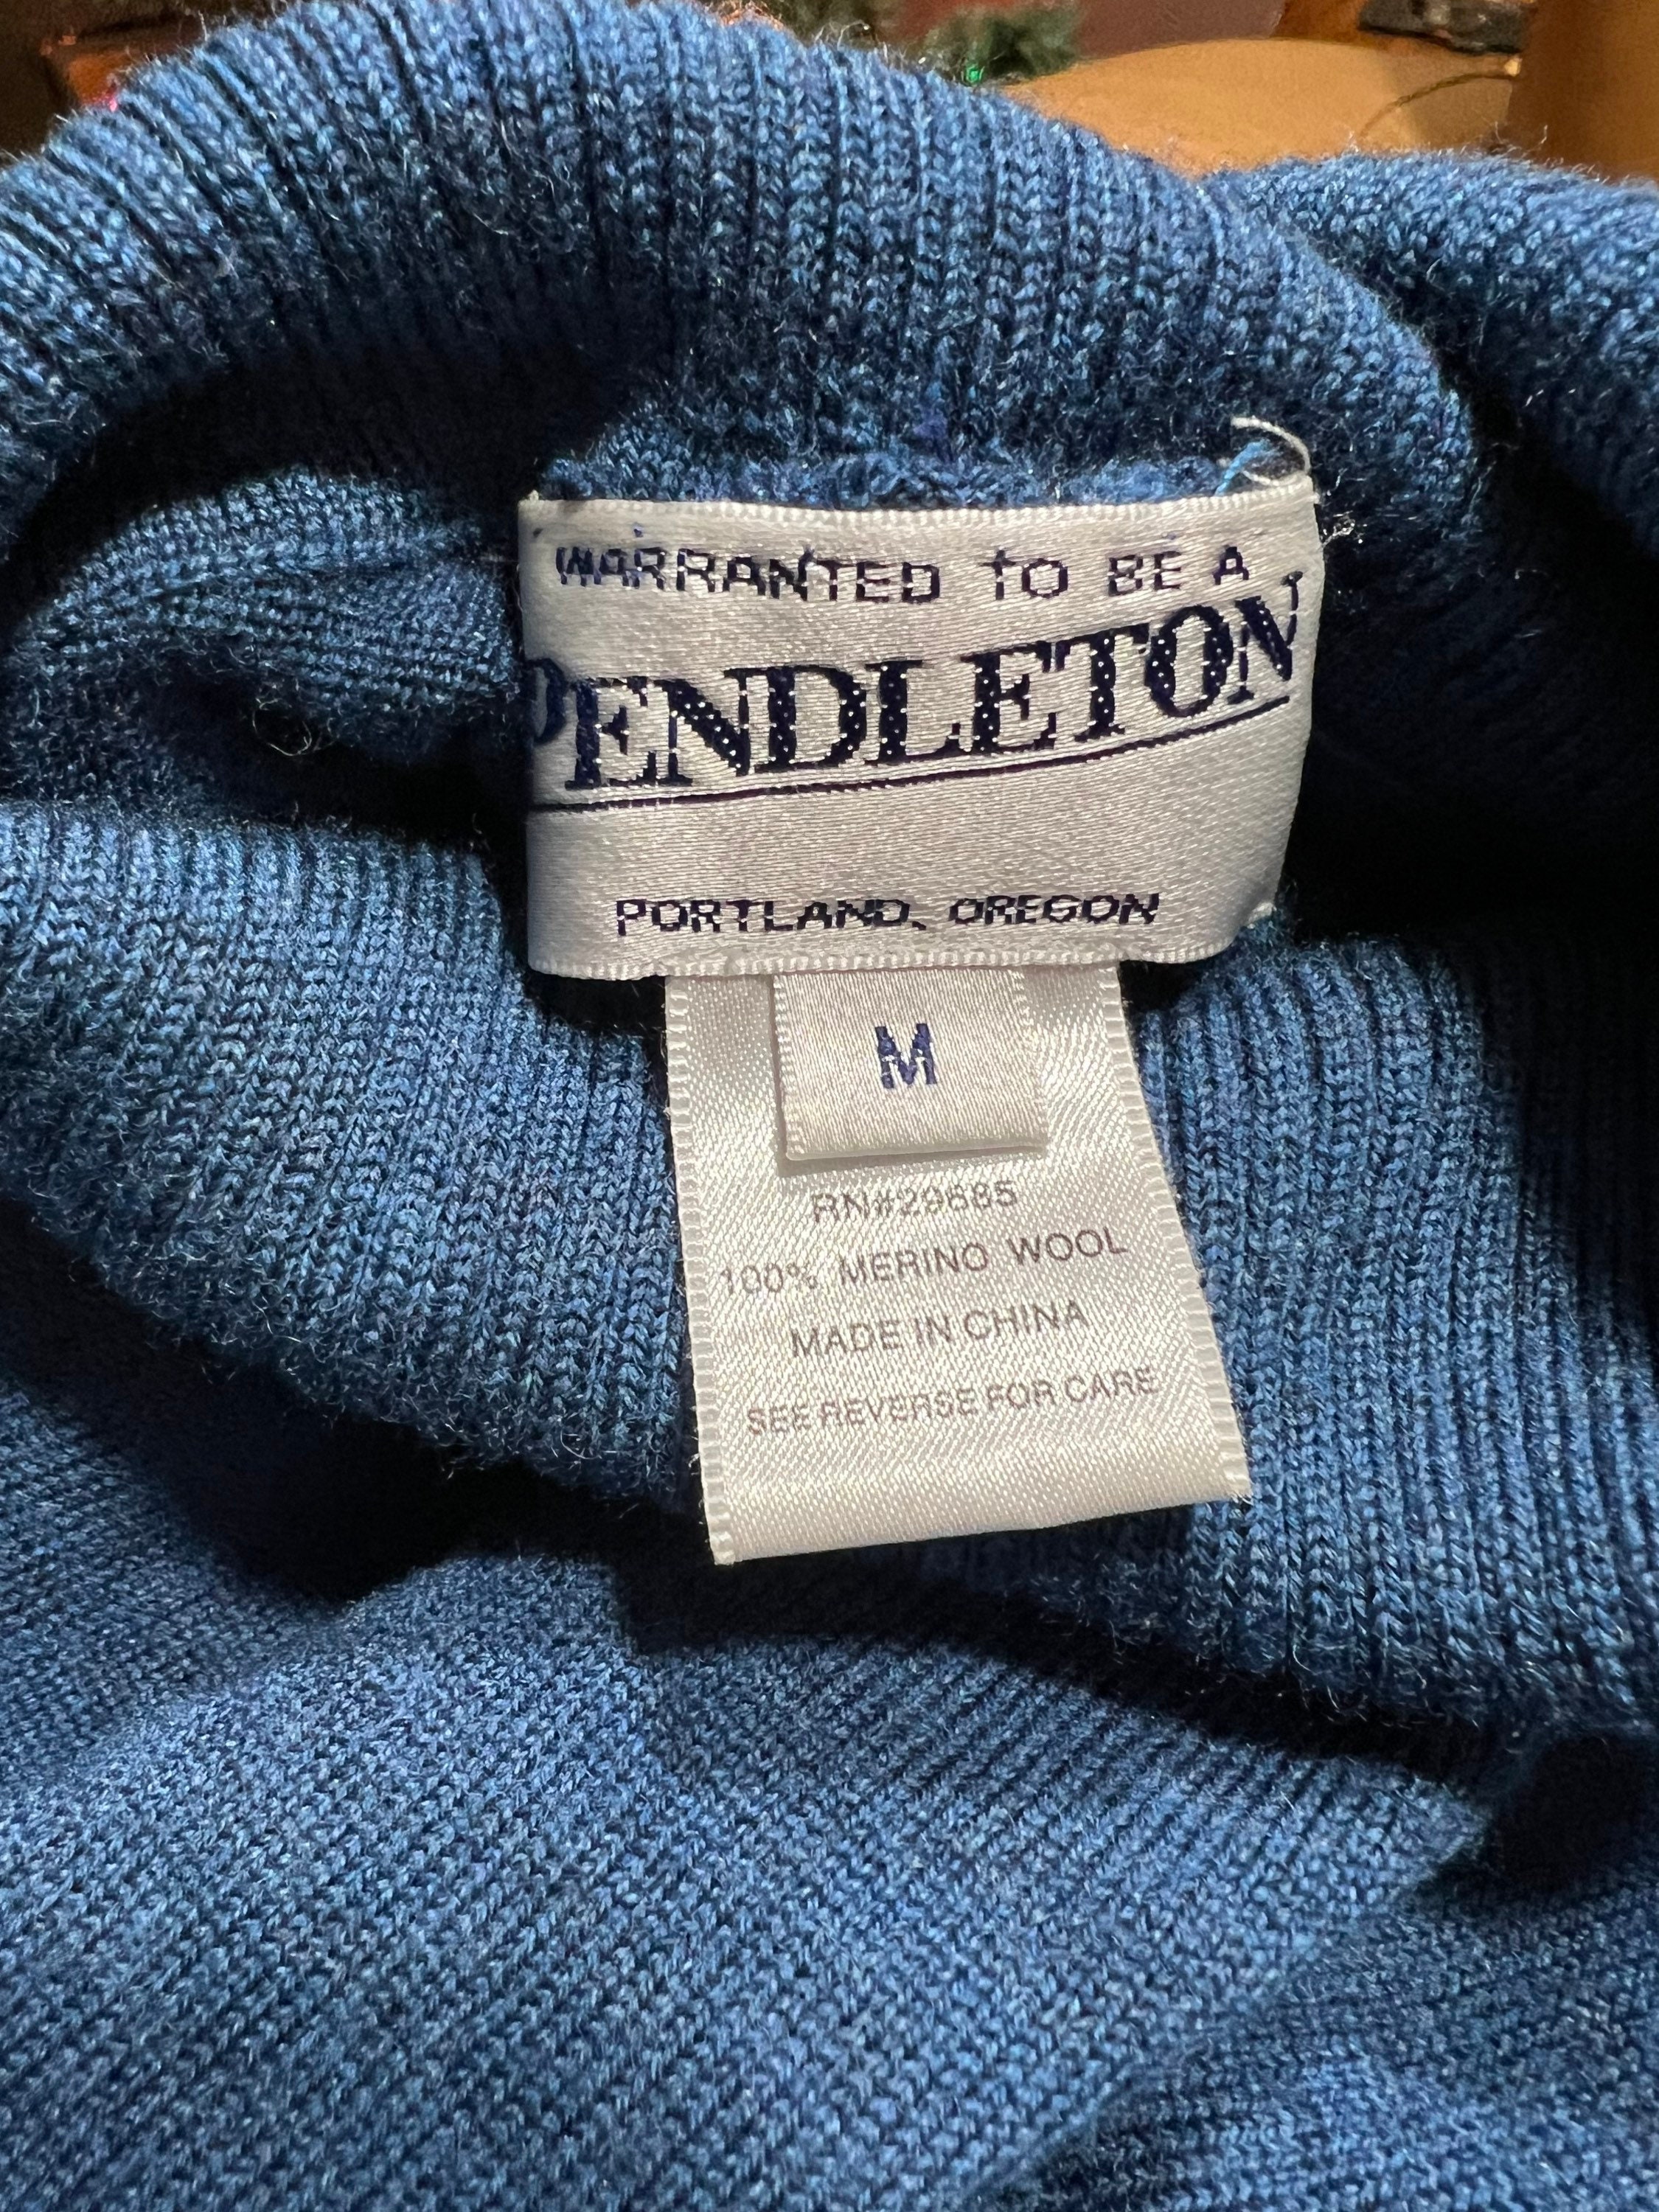 WARRANTED TO BE A
PENDLETON
PORTLAND, OREGON
M
RN#29685
100% MERINO WOOL
MADE IN CHINA
SEE REVERSE FOR CARE